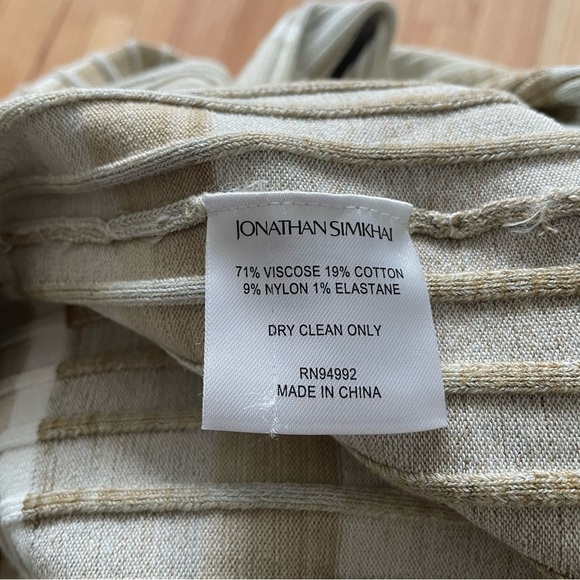 JONATHAN SIMKHAI
71% VISCOSE 19% COTTON
9% NYLON 1% ELASTANE
DRY CLEAN ONLY
RN94992
MADE IN CHINA